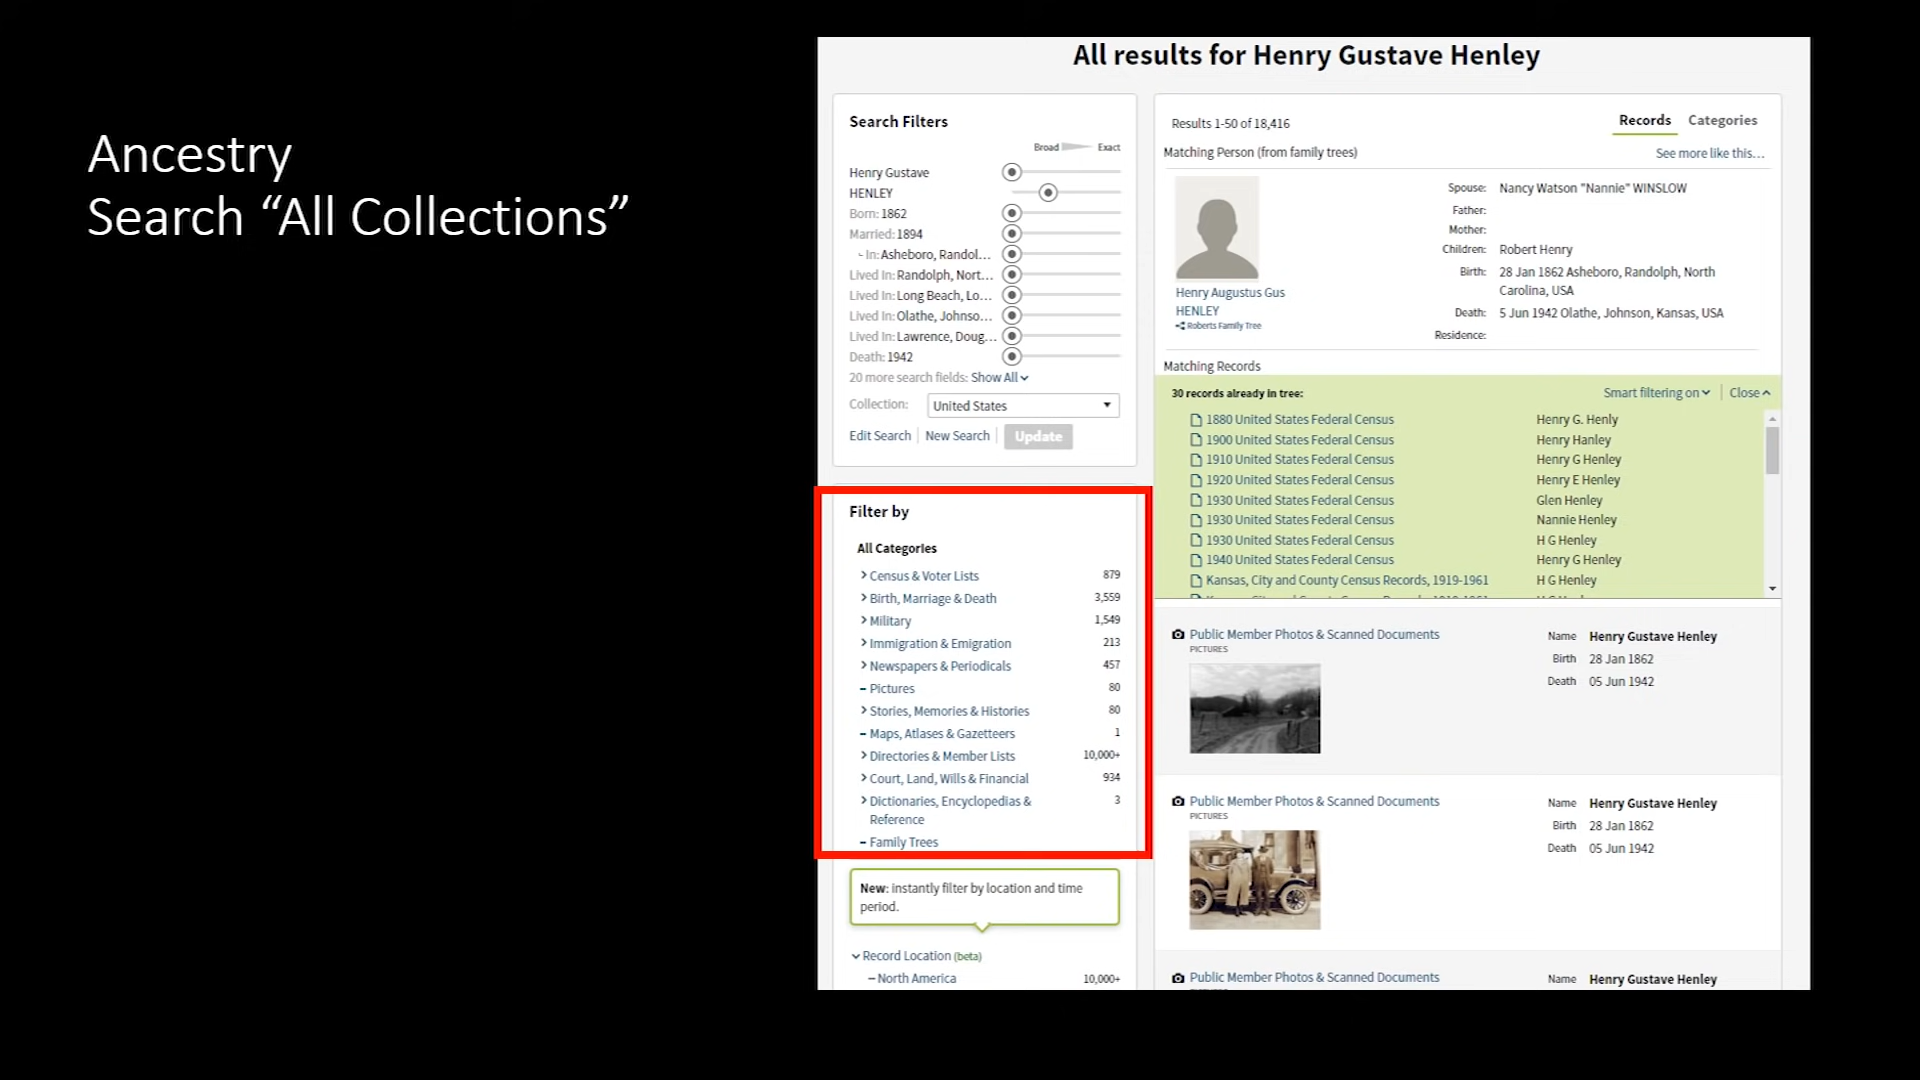 Ancestry
Search “All Collections”
All results for Henry Gustave Henley
Search Filters
Broad Exact
Henry Gustave
HENLEY
Born: 1862
Married: 1894
In: Asheboro, Randol...
Lived In: Randolph, Nort...
Lived In: Long Beach, Lo...
Lived In: Olathe, Johnso...
Lived In: Lawrence, Doug...
Death: 1942
20 more search fields: Show All
Collection: United States
Edit Search New Search Update
Filter by
All Categories
Census & Voter Lists 879
Birth, Marriage & Death 3,559
Military 1,549
Immigration & Emigration 213
Newspapers & Periodicals 457
Pictures 80
Stories, Memories & Histories 80
Maps, Atlases & Gazetteers 1
Directories & Member Lists 10,000+
Court, Land, Wills & Financial 934
Dictionaries, Encyclopedias & 3
Reference
Family Trees
New: instantly filter by location and time
period.
Record Location (beta)
North America 10,000+
Results 1-50 of 18,416
Records Categories
Matching Person (from family trees)
See more like this...
Henry Augustus Gus
HENLEY
Roberts Family Tree
Spouse: Nancy Watson "Nannie" WINSLOW
Father:
Mother:
Children: Robert Henry
Birth: 28 Jan 1862 Asheboro, Randolph, North
Carolina, USA
Death: 5 Jun 1942 Olathe, Johnson, Kansas, USA
Residence:
Matching Records
30 records already in tree: Smart filtering on Close
1880 United States Federal Census Henry G. Henly
1900 United States Federal Census Henry Hanley
1910 United States Federal Census Henry G Henley
1920 United States Federal Census Henry E Henley
1930 United States Federal Census Glen Henley
1930 United States Federal Census Nannie Henley
1930 United States Federal Census H G Henley
1940 United States Federal Census Henry G Henley
Kansas, City and County Census Records, 1919-1961 H G Henley
Public Member Photos & Scanned Documents
PICTURES
Name Henry Gustave Henley
Birth 28 Jan 1862
Death 05 Jun 1942
Public Member Photos & Scanned Documents
PICTURES
Name Henry Gustave Henley
Birth 28 Jan 1862
Death 05 Jun 1942
Public Member Photos & Scanned Documents
Name Henry Gustave Henley